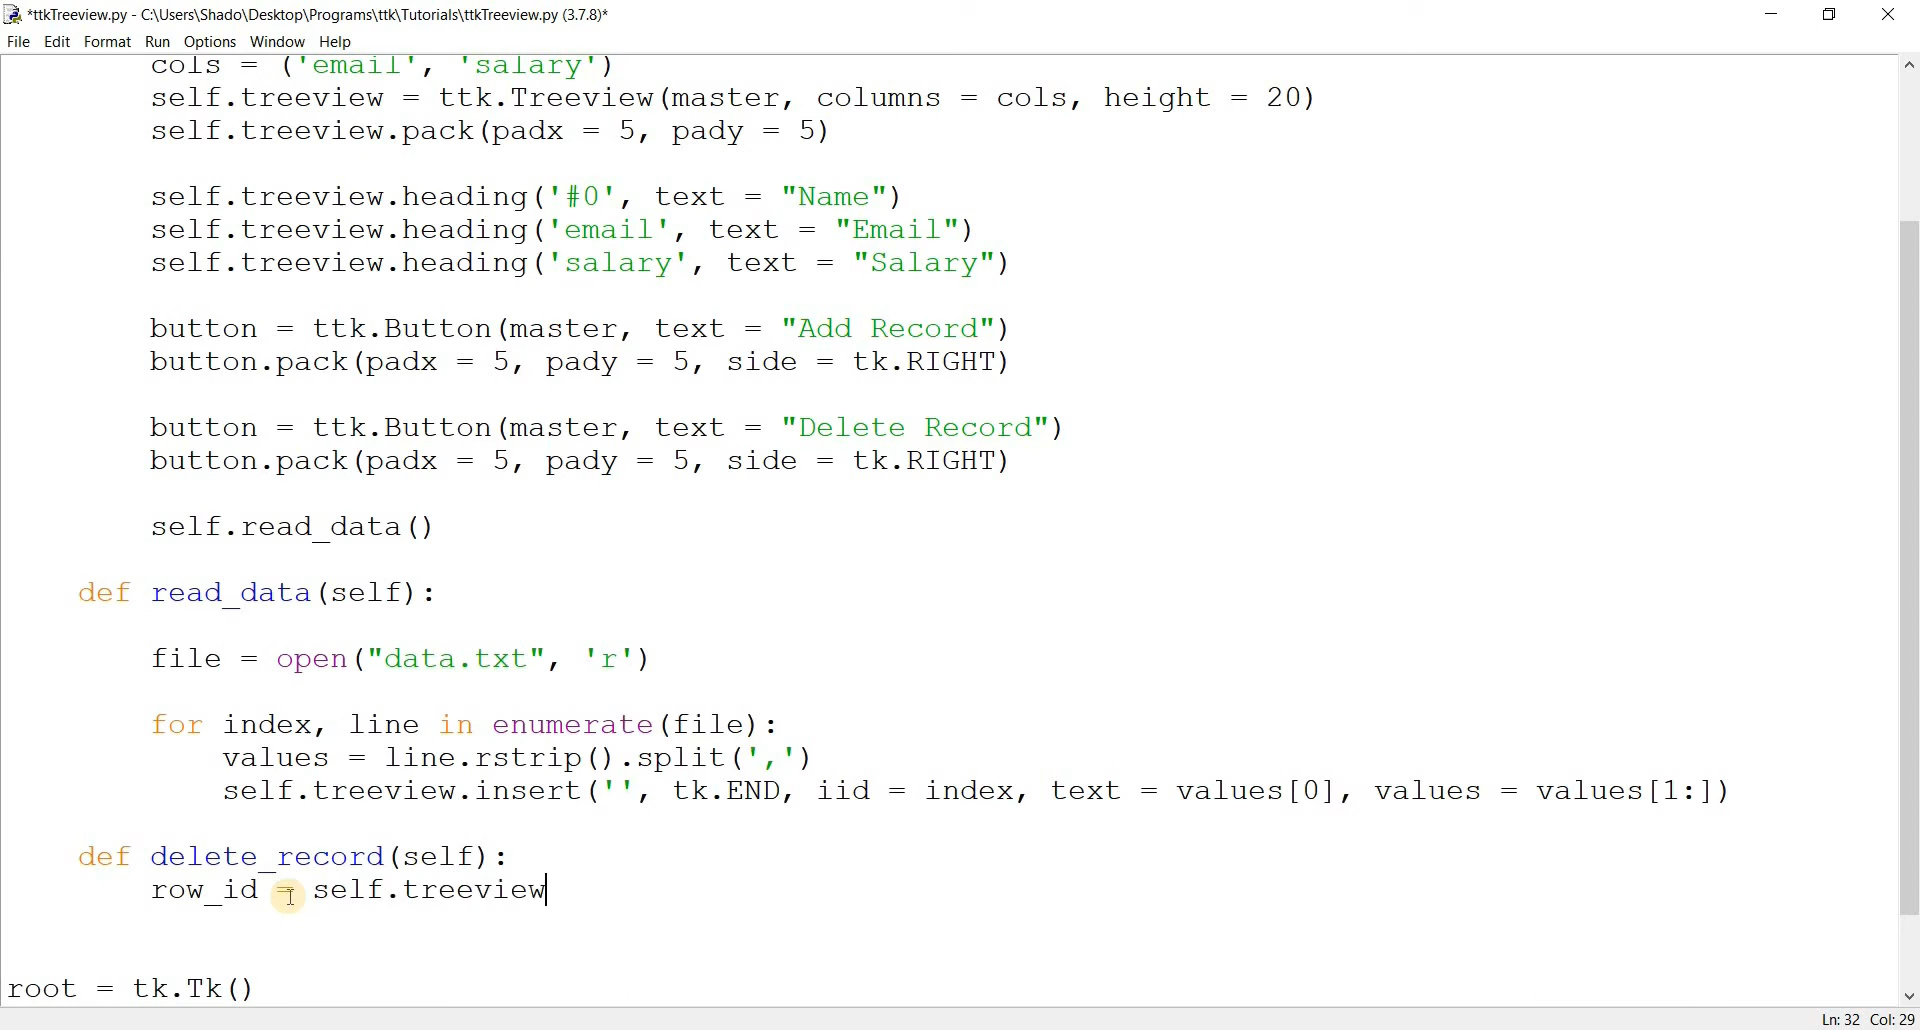 *ttkTreeview.py - C:\Users\Shado\Desktop\Programs\ttk\Tutorials\ttkTreeview.py (3.7.8)*
File Edit Format Run Options Window Help
cols = ('email', 'salary')
self.treeview = ttk.Treeview(master, columns = cols, height = 20)
self.treeview.pack(padx = 5, pady = 5)
self.treeview.heading('#0', text = "Name")
self.treeview.heading('email', text = "Email")
self.treeview.heading('salary', text = "Salary")
button = ttk.Button(master, text = "Add Record")
button.pack(padx = 5, pady = 5, side = tk.RIGHT)
button = ttk.Button(master, text = "Delete Record")
button.pack(padx = 5, pady = 5, side = tk.RIGHT)
self.read_data()
def read_data(self):
file = open("data.txt", 'r')
for index, line in enumerate(file):
values = line.rstrip().split(',')
self.treeview.insert('', tk.END, iid = index, text = values[0], values = values[1:])
def delete_record(self):
row_id = self.treeview
root = tk.Tk()
Ln: 32 Col: 29